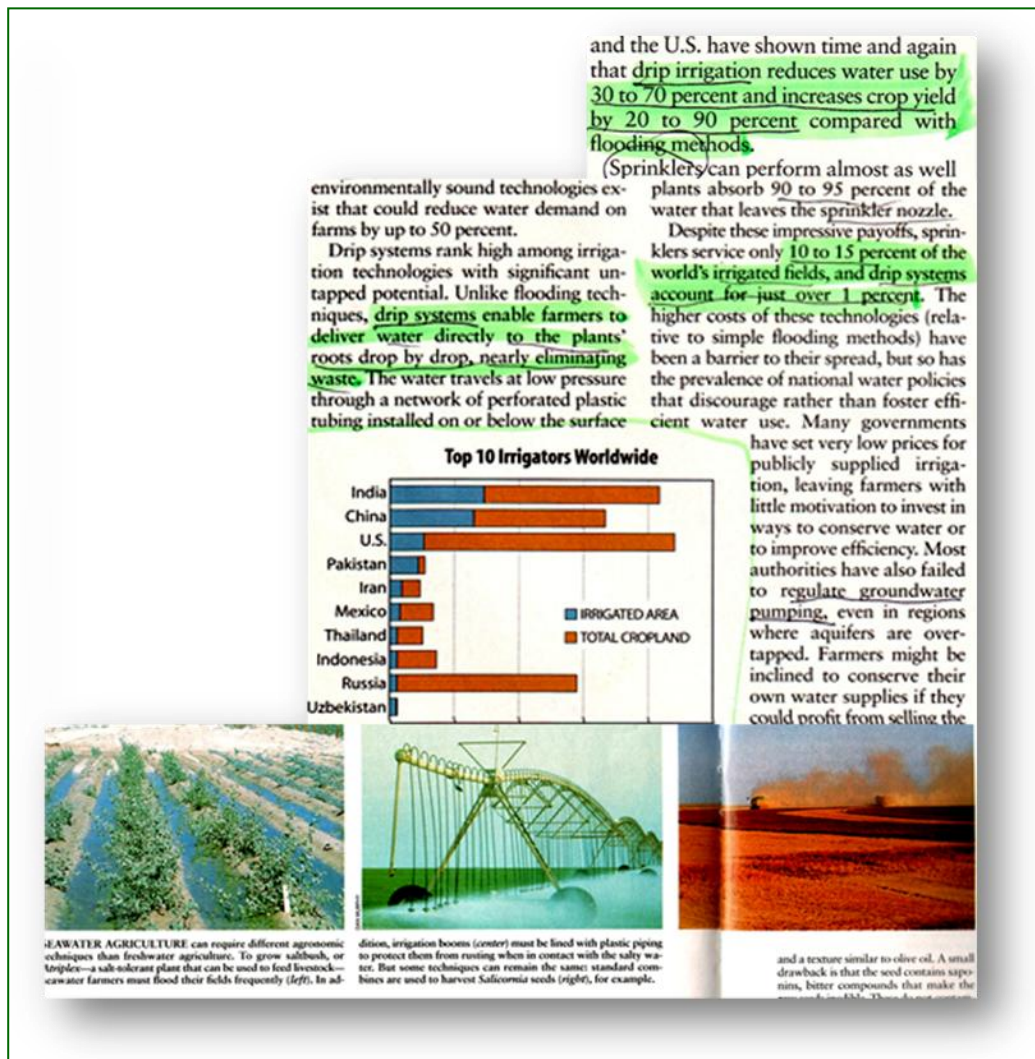 environmentally sound technologies ex-
ist that could reduce water demand on
farms by up to 50 percent.
Drip systems rank high among irriga-
tion technologies with significant un-
tapped potential. Unlike flooding tech-
niques, drip systems enable farmers to
deliver water directly to the plants'
roots drop by drop, nearly eliminating
waste. The water travels at low pressure
through a network of perforated plastic
tubing installed on or below the surface
and the U.S. have shown time and again
that drip irrigation reduces water use by
30 to 70 percent and increases crop yield
by 20 to 90 percent compared with
flooding methods.
(Sprinklers can perform almost as well
plants absorb 90 to 95 percent of the
water that leaves the sprinkler nozzle.
Despite these impressive payoffs, sprin-
klers service only 10 to 15 percent of the
world's irrigated fields, and drip systems
account for just over 1 percent. The
higher costs of these technologies (rela-
tive to simple flooding methods) have
been a barrier to their spread, but so has
the prevalence of national water policies
that discourage rather than foster effi-
cient water use. Many governments
have set very low prices for
publicly supplied irriga-
tion, leaving farmers with
little motivation to invest in
ways to conserve water or
to improve efficiency. Most
authorities have also failed
to regulate groundwater
pumping, even in regions
where aquifers are over-
tapped. Farmers might be
inclined to conserve their
own water supplies if they
could profit from selling the
Top 10 Irrigators Worldwide
India
China
U.S.
Pakistan
Iran
Mexico
Thailand
Indonesia
Russia
Uzbekistan
IRRIGATED AREA
TOTAL CROPLAND
EAWATER AGRICULTURE can require different agronomic
echniques than freshwater agriculture. To grow saltbush, or
Atriplex—a salt-tolerant plant that can be used to feed livestock—
eawater farmers must flood their fields frequently (left). In ad-
dition, irrigation booms (center) must be lined with plastic piping
to protect them from rusting when in contact with the salty wa-
ter. But some techniques can remain the same: standard com-
bines are used to harvest Salicornia seeds (right), for example.
and a texture similar to olive oil. A small
drawback is that the seed contains sapo-
nins, bitter compounds that make the